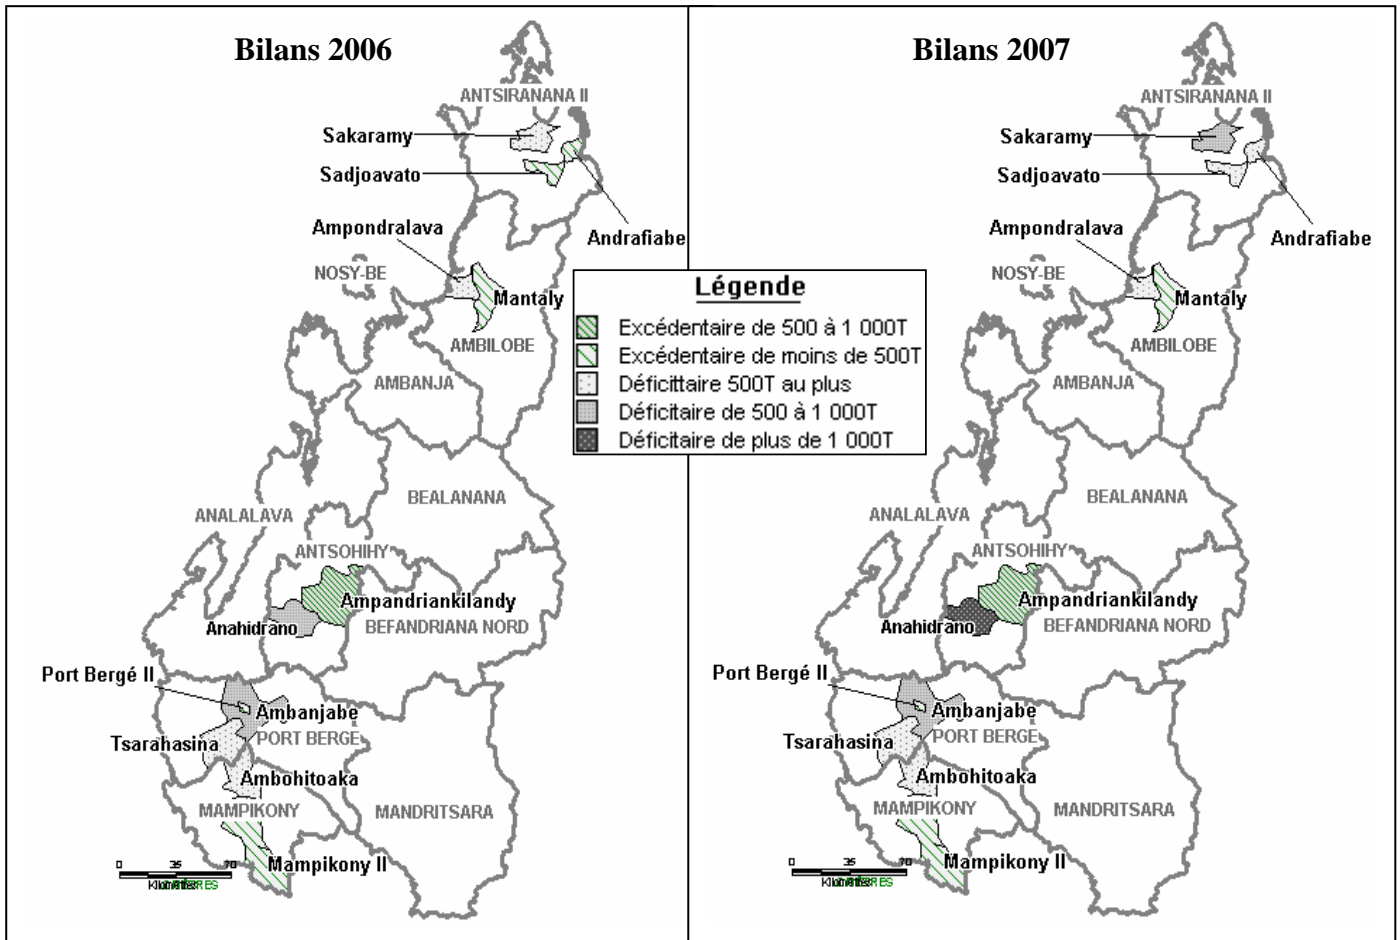 Bilans 2006
ANTSIRANANA II
Sakaramy
Sadjoavato
Ampondralava
Andrafiabe
NOSY-BE
Mantaly
AMBILOBE
AMBANJA
BEALANANA
ANALALAVA
ANTSOHIHY
Ampandriankilandy
Anahidrano
BEFANDRIANA NORD
Port Bergé II
Ambanjabe
Tsarahasina
PORT BERGE
Ambohitoaka
MAMPIKONY
MANDRITSARA
Mampikony II
0 35 70
Légende
Excédentaire de 500 à 1 000T
Excédentaire de moins de 500T
Déficittaire 500T au plus
Déficitaire de 500 à 1 000T
Déficitaire de plus de 1 000T
Bilans 2007
ANTSIRANANA II
Sakaramy
Sadjoavato
Ampondralava
Andrafiabe
NOSY-BE
Mantaly
AMBILOBE
AMBANJA
BEALANANA
ANALALAVA
ANTSOHIHY
Ampandriankilandy
Anahidrano
BEFANDRIANA NORD
Port Bergé II
Ambanjabe
Tsarahasina
PORT BERGE
Ambohitoaka
MAMPIKONY
MANDRITSARA
Mampikony II
0 35 70